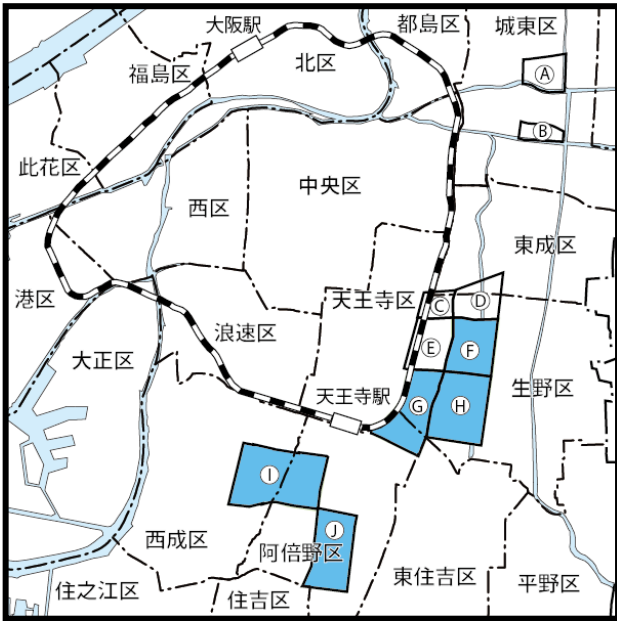 大阪駅
都島区
城東区
北区
福島区
Ⓐ
Ⓑ
此花区
中央区
西区
東成区
港区
天王寺区
Ⓒ
Ⓓ
浪速区
大正区
Ⓔ
Ⓕ
天王寺駅
生野区
Ⓖ
Ⓗ
Ⓘ
Ⓙ
西成区
阿倍野区
東住吉区
平野区
住之江区
住吉区